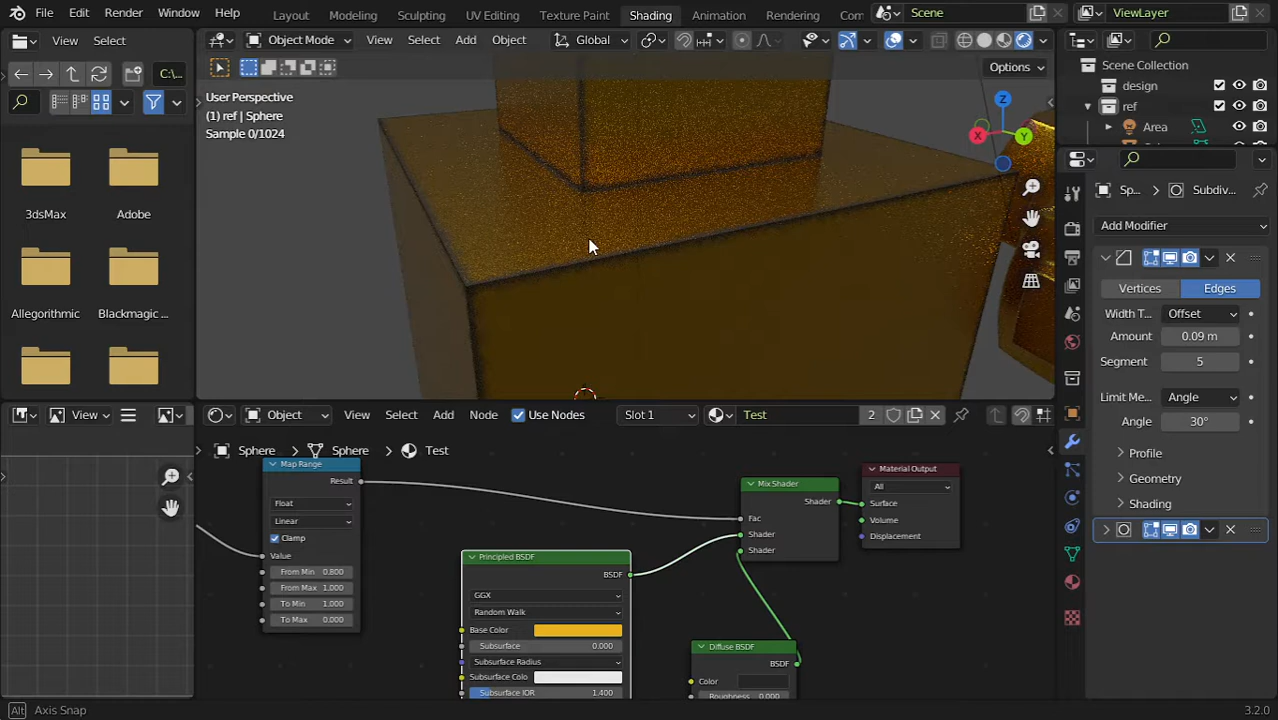 File Edit Render Window Help Layout Modeling Sculpting UV Editing Texture Paint Shading Animation Rendering Com Scene ViewLayer
View Select Object Mode View Select Add Object Global
C:\...
Options
User Perspective
(1) ref | Sphere
Sample 0/1024
Z
X Y
Scene Collection
design
ref
Area
3dsMax Adobe
Allegorithmic Blackmagic ...
Sp... Subdiv...
Add Modifier
Vertices Edges
Width T... Offset
Amount 0.09 m
Segment 5
Limit Me... Angle
Angle 30°
Profile
Geometry
Shading
View Object View Select Add Node Use Nodes Slot 1 Test 2
Sphere Sphere Test
Map Range
Result
Float
Linear
Clamp
Value
From Min 0.800
From Max 1.000
To Min 1.000
To Max 0.000
Principled BSDF
BSDF
GGX
Random Walk
Base Color
Subsurface 0.000
Subsurface Radius
Subsurface Colo
Subsurface IOR 1.400
Mix Shader
Shader
Fac
Shader
Shader
Diffuse BSDF
BSDF
Color
Roughness 0.000
Material Output
All
Surface
Volume
Displacement
Alt Axis Snap 3.2.0